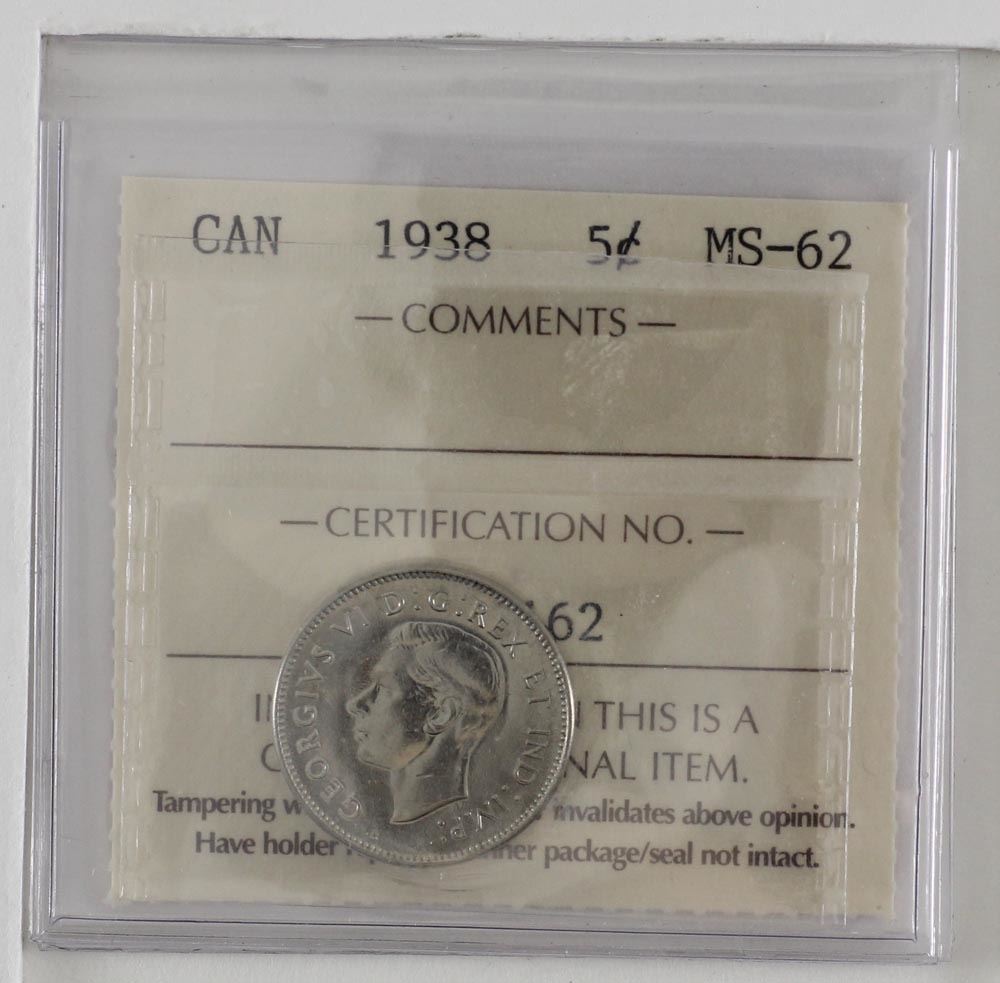 CAN 1938 5¢ MS-62
— COMMENTS —
— CERTIFICATION NO. —
62
THIS IS A
NAL ITEM.
Tampering invalidates above opinion.
Have holder package/seal not intact.
GEORGIVS VI D:G:REX ET IND:IMP: